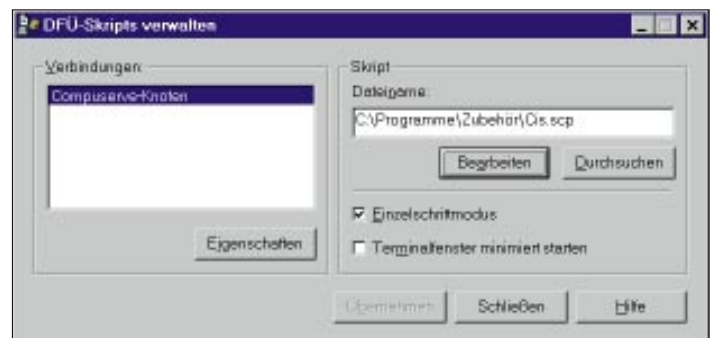 DFÜ-Skripts verwalten
Verbindungen:
Compuserve-Knoten
Eigenschaften
Skript
Dateiname:
C:\Programme\Zubehör\Cis.scp
Bearbeiten
Durchsuchen
Einzelschrittmodus
Terminalfenster minimiert starten
Übernehmen
Schließen
Hilfe